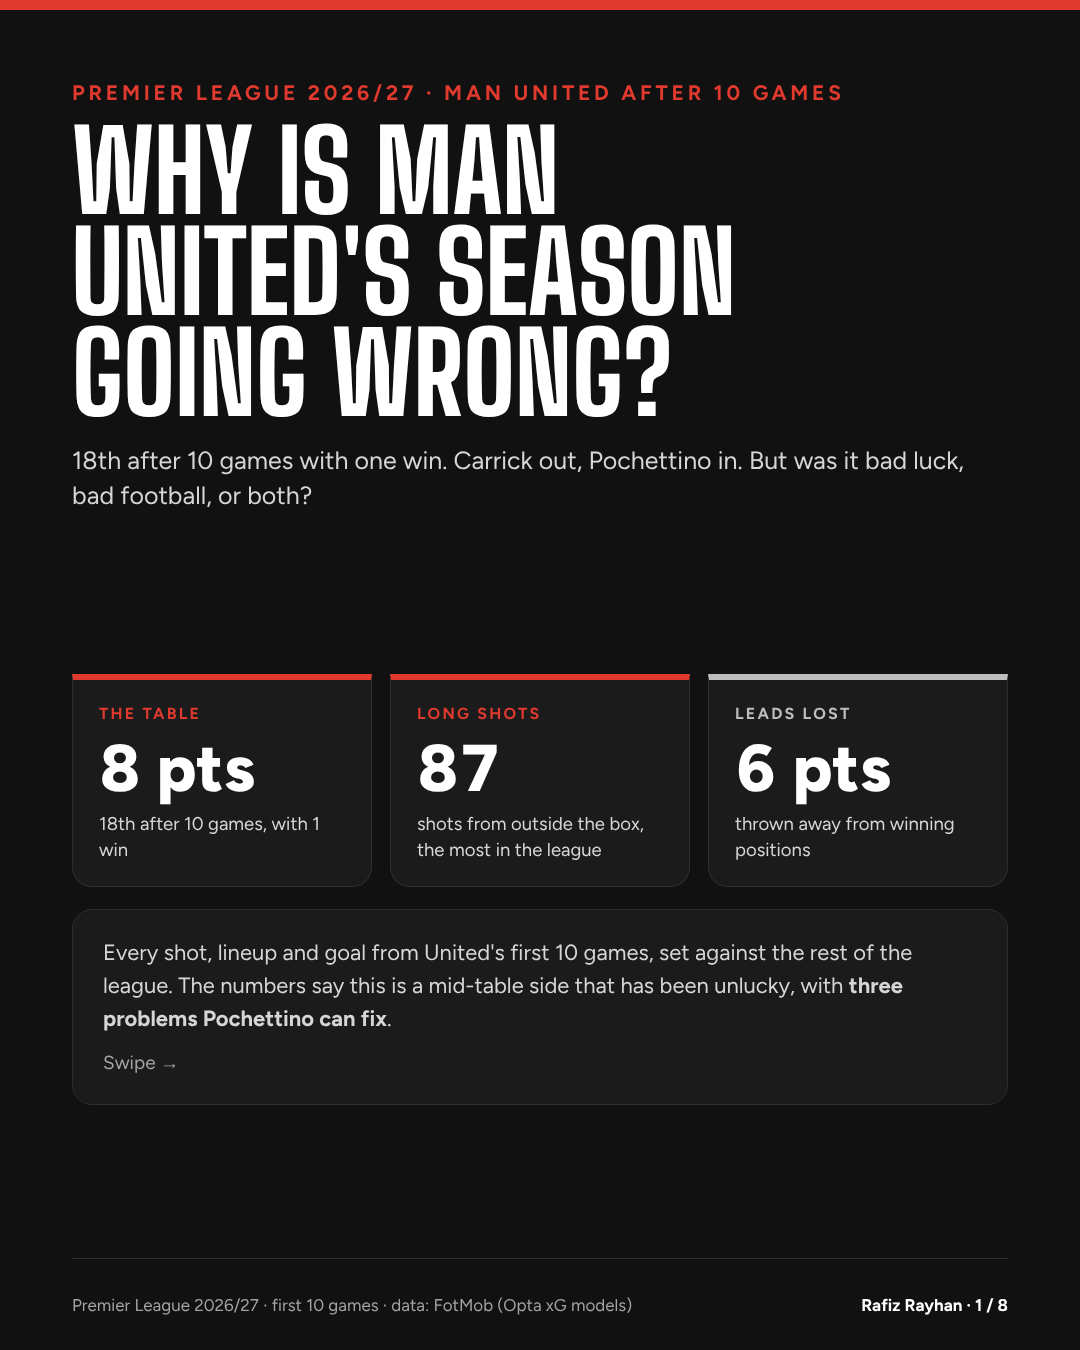 PREMIER LEAGUE 2026/27 · MAN UNITED AFTER 10 GAMES
WHY IS MAN
UNITED'S SEASON
GOING WRONG?
18th after 10 games with one win. Carrick out, Pochettino in. But was it bad luck,
bad football, or both?
THE TABLE
8 pts
18th after 10 games, with 1
win
LONG SHOTS
87
shots from outside the box,
the most in the league
LEADS LOST
6 pts
thrown away from winning
positions
Every shot, lineup and goal from United's first 10 games, set against the rest of the
league. The numbers say this is a mid-table side that has been unlucky, with three
problems Pochettino can fix.
Swipe →
Premier League 2026/27 · first 10 games · data: FotMob (Opta xG models)
Rafiz Rayhan · 1 / 8